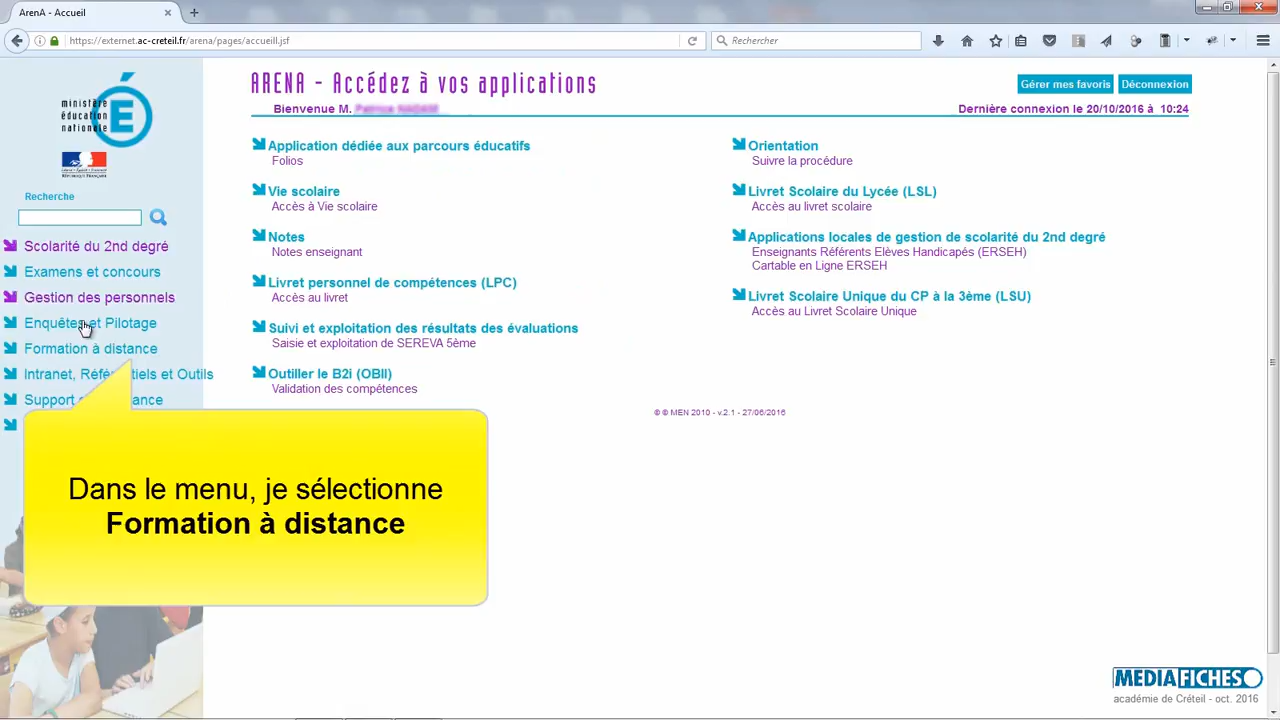 ArenA - Accueil
https://externet.ac-creteil.fr/arena/pages/accueill.jsf
Rechercher
ministère
éducation
nationale
Recherche
Scolarité du 2nd degré
Examens et concours
Gestion des personnels
Enquêtes et Pilotage
Formation à distance
Intranet, Référentiels et Outils
Support
Dans le menu, je sélectionne
Formation à distance
ARENA - Accédez à vos applications
Gérer mes favoris
Déconnexion
Bienvenue M.
Dernière connexion le 20/10/2016 à 10:24
Application dédiée aux parcours éducatifs
Folios
Vie scolaire
Accès à Vie scolaire
Notes
Notes enseignant
Livret personnel de compétences (LPC)
Accès au livret
Suivi et exploitation des résultats des évaluations
Saisie et exploitation de SEREVA 5ème
Outiller le B2i (OBII)
Validation des compétences
Orientation
Suivre la procédure
Livret Scolaire du Lycée (LSL)
Accès au livret scolaire
Applications locales de gestion de scolarité du 2nd degré
Enseignants Référents Elèves Handicapés (ERSEH)
Cartable en Ligne ERSEH
Livret Scolaire Unique du CP à la 3ème (LSU)
Accès au Livret Scolaire Unique
© © MEN 2010 - v.2.1 - 27/06/2016
MEDIAFICHES
académie de Créteil - oct. 2016